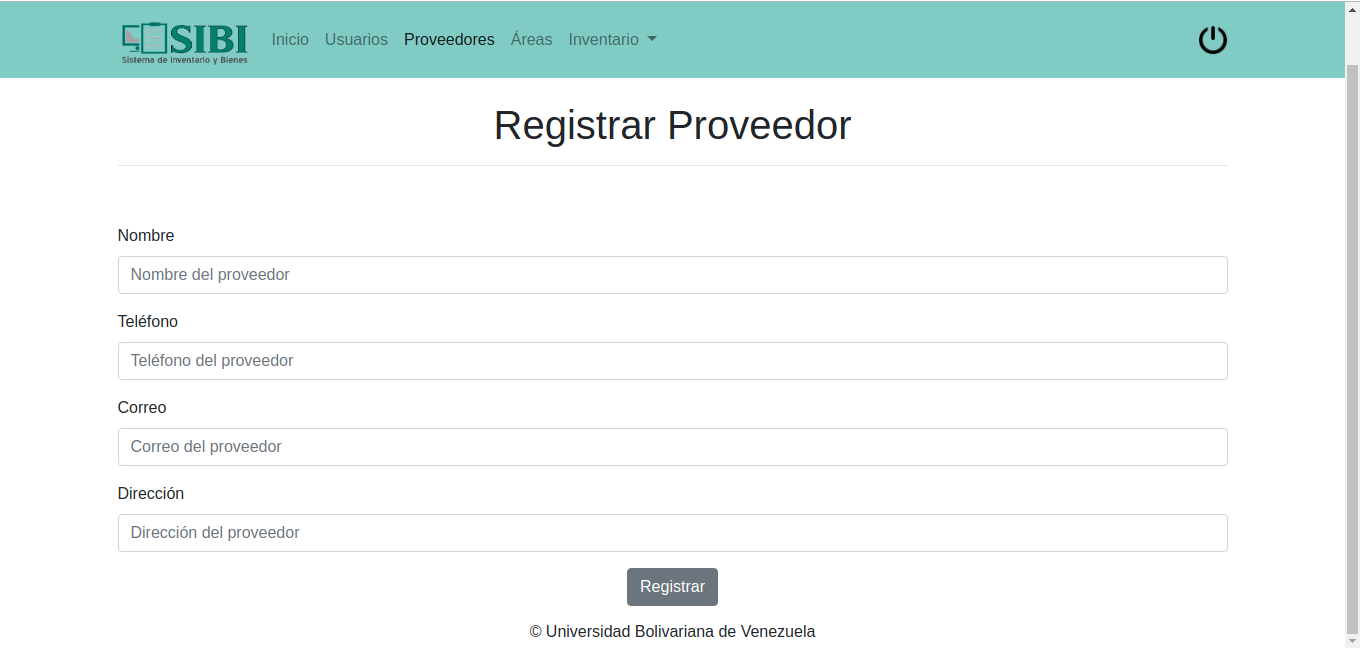 SIBI
Sistema de Inventario y Bienes
Inicio Usuarios Proveedores Áreas Inventario
Registrar Proveedor
Nombre
Nombre del proveedor
Teléfono
Teléfono del proveedor
Correo
Correo del proveedor
Dirección
Dirección del proveedor
Registrar
© Universidad Bolivariana de Venezuela